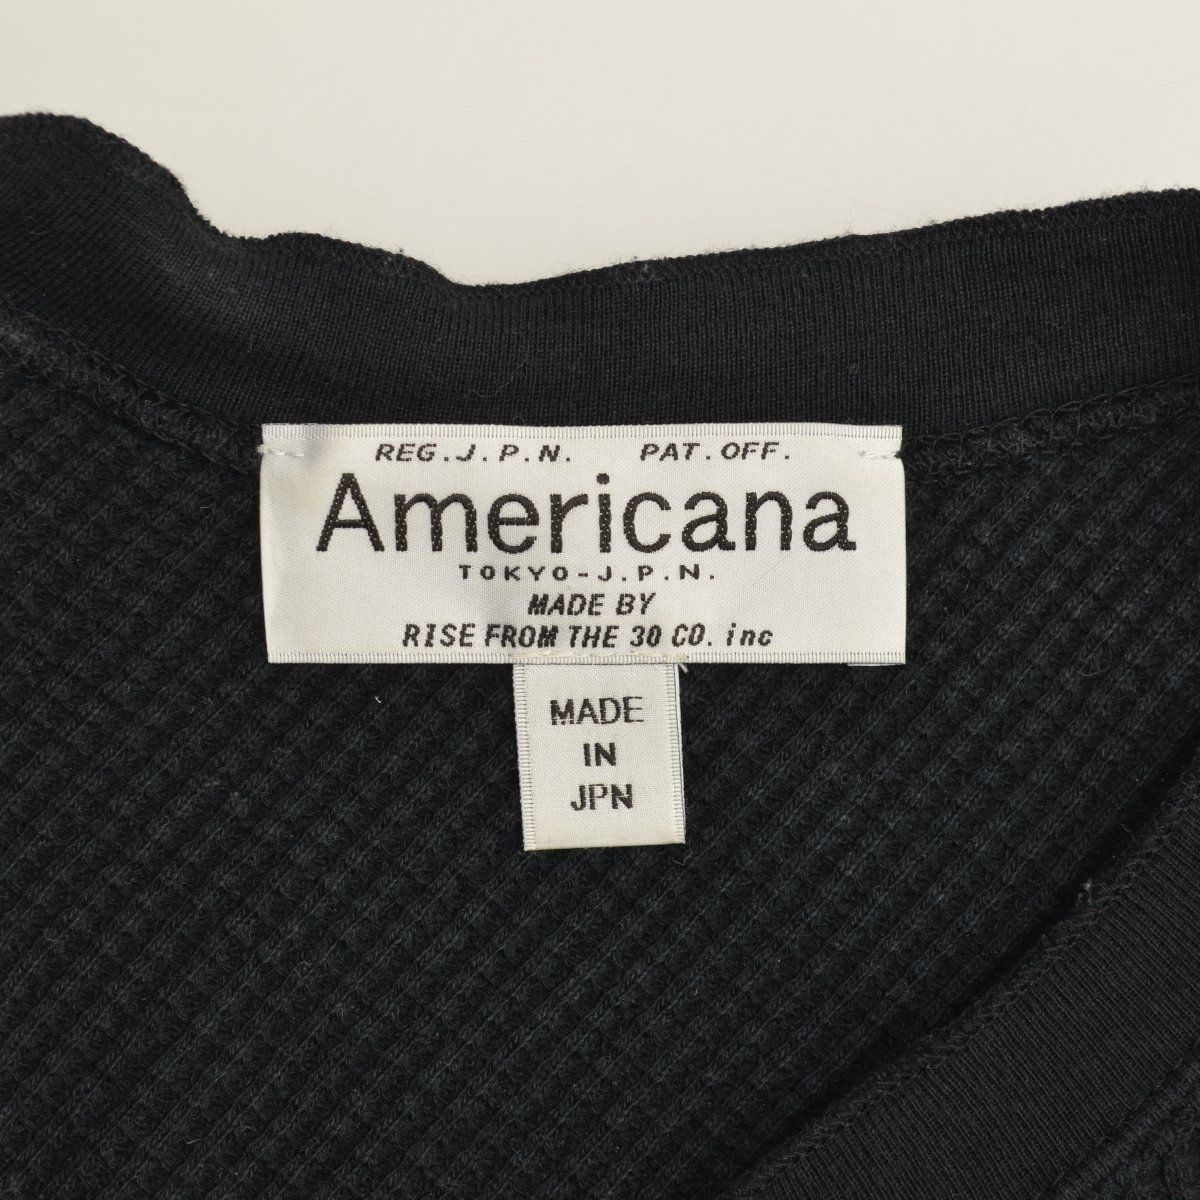 REG.J.P.N. PAT.OFF.
Americana
TOKYO-J.P.N.
MADE BY
RISE FROM THE 30 CO. inc
MADE
IN
JPN